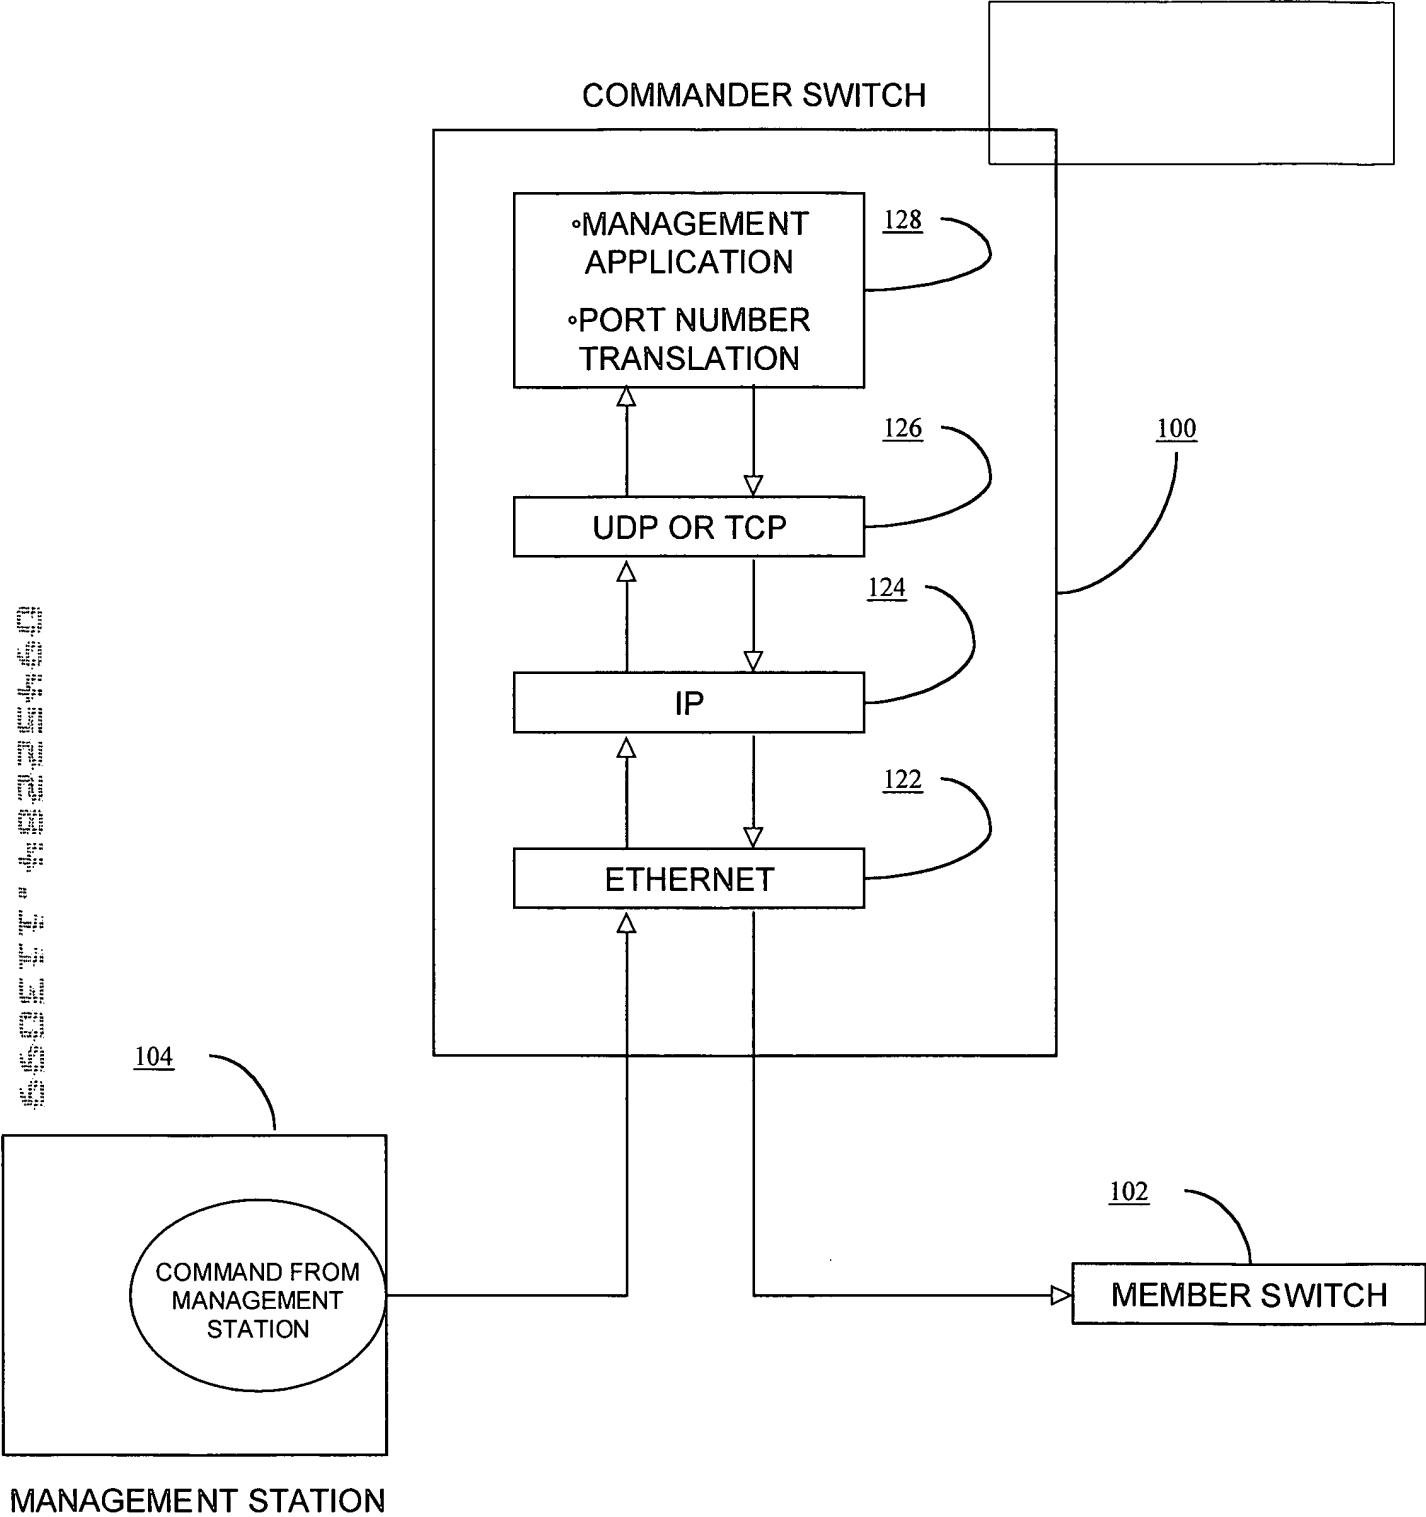 COMMANDER SWITCH
◦MANAGEMENT
APPLICATION
◦PORT NUMBER
TRANSLATION
128
126
100
UDP OR TCP
124
IP
122
ETHERNET
104
102
COMMAND FROM
MANAGEMENT
STATION
MEMBER SWITCH
MANAGEMENT STATION